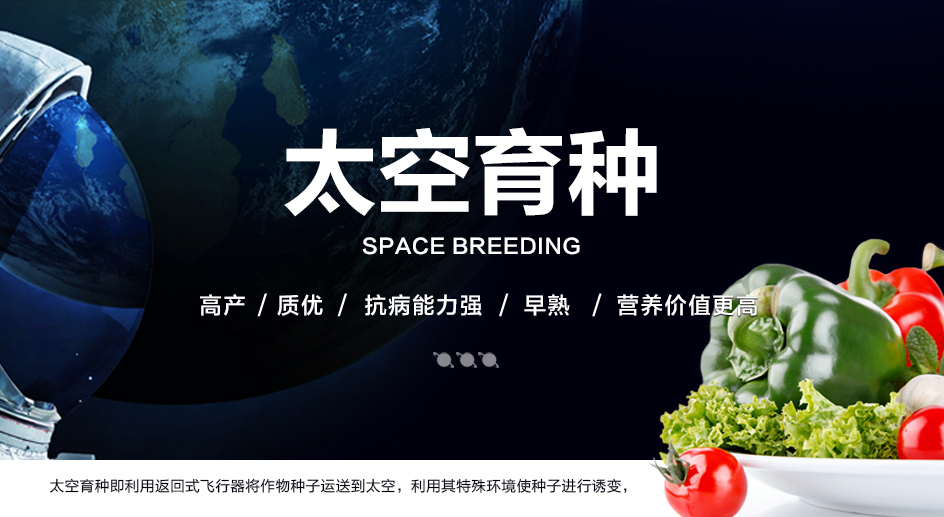 太空育种
SPACE BREEDING
高产 / 质优 / 抗病能力强 / 早熟 / 营养价值更高
太空育种即利用返回式飞行器将作物种子运送到太空，利用其特殊环境使种子进行诱变，